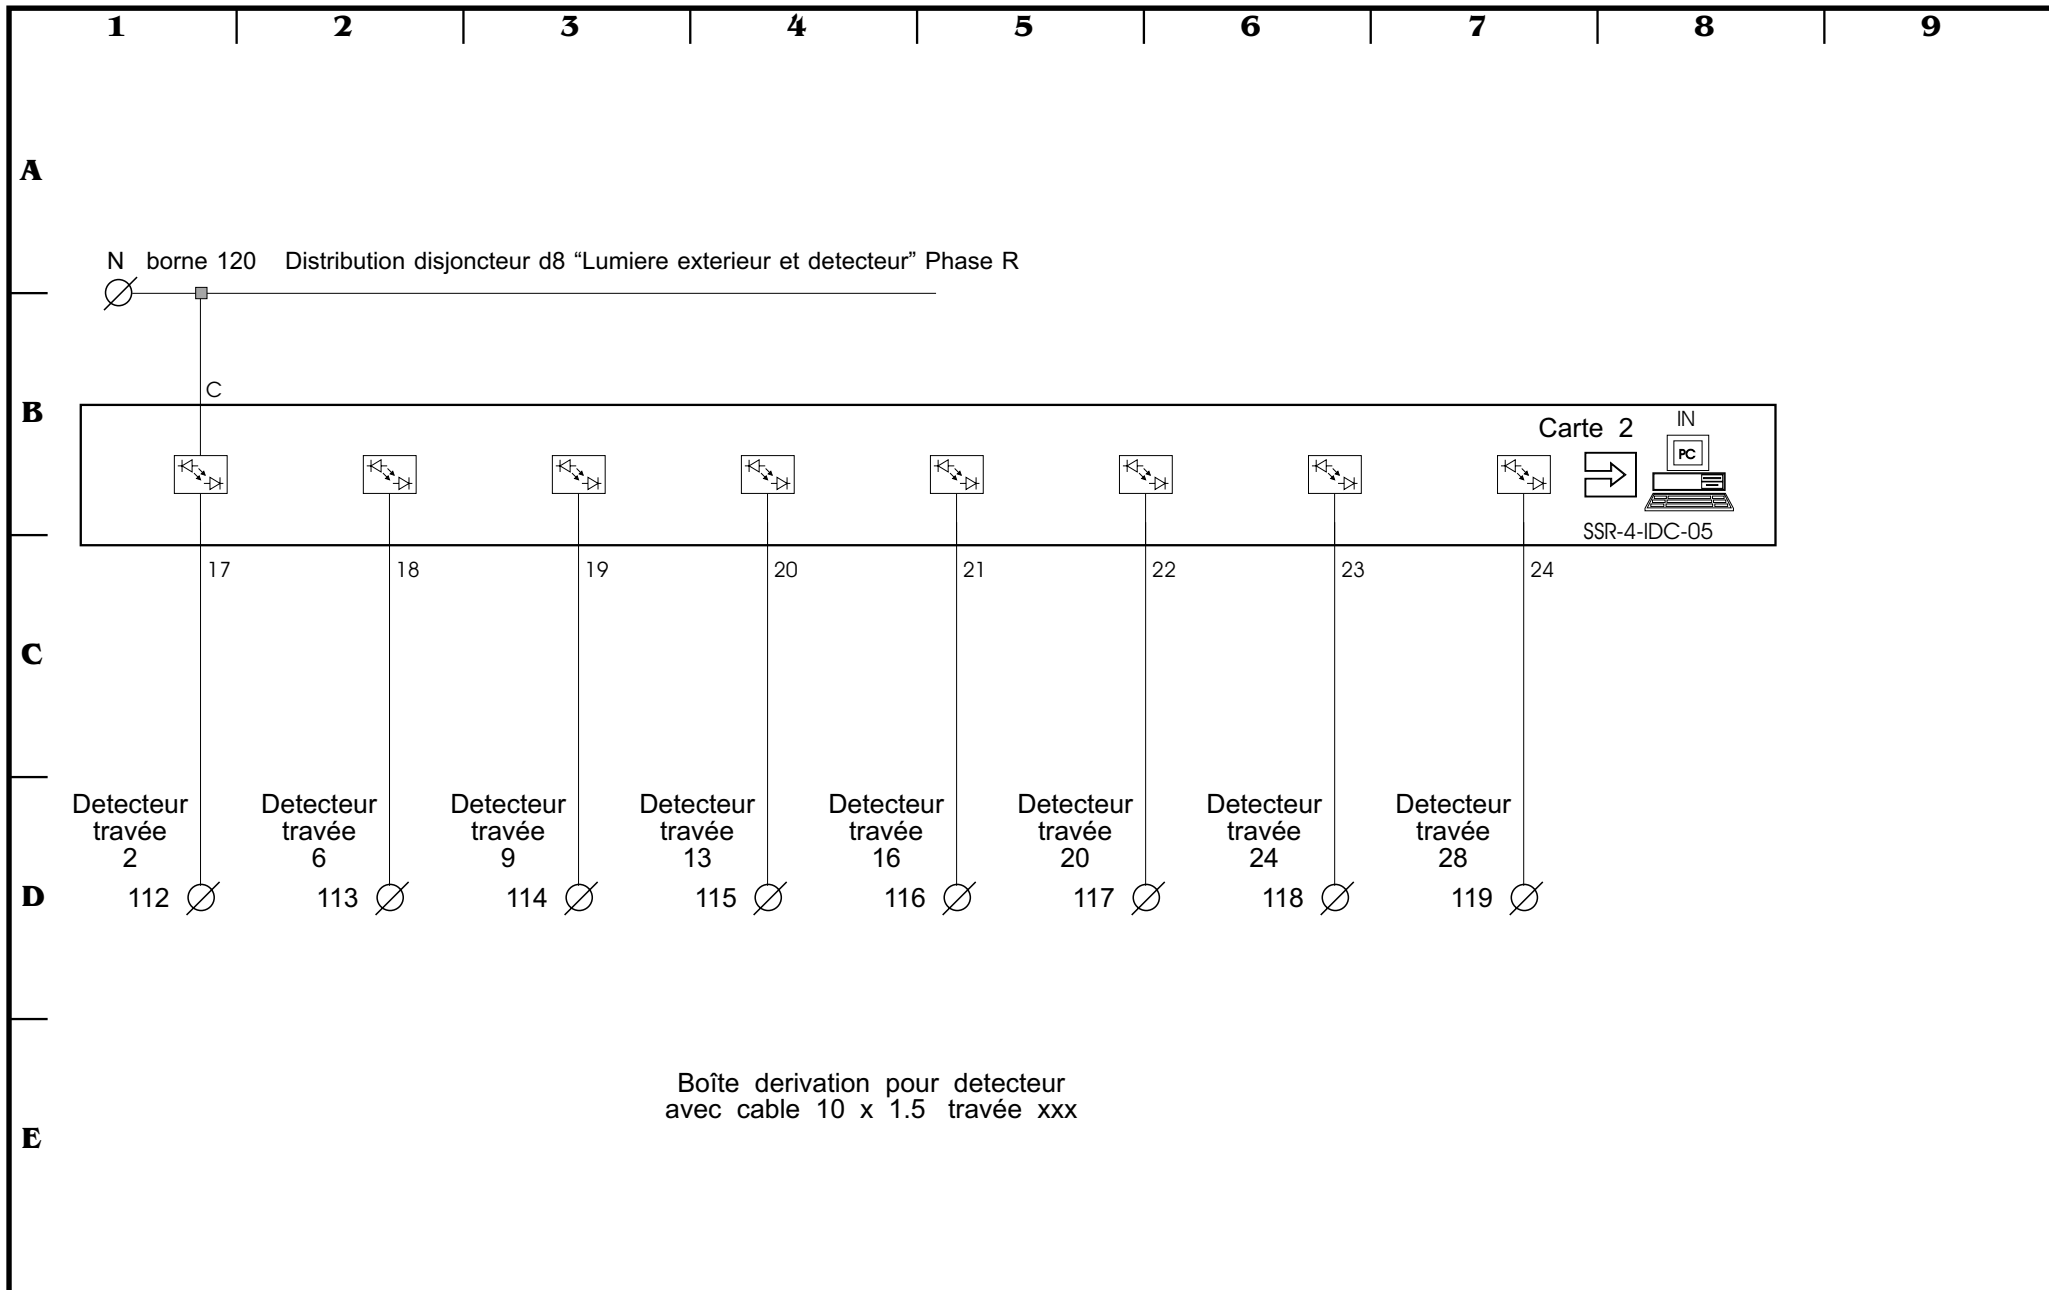 1 2 3 4 5 6 7 8 9
A
N borne 120 Distribution disjoncteur d8 “Lumiere exterieur et detecteur” Phase R
C
B
Carte 2 IN
PC
SSR-4-IDC-05
17 18 19 20 21 22 23 24
C
Detecteur Detecteur Detecteur Detecteur Detecteur Detecteur Detecteur Detecteur
travée travée travée travée travée travée travée travée
2 6 9 13 16 20 24 28
D
112 113 114 115 116 117 118 119
Boîte derivation pour detecteur
avec cable 10 x 1.5 travée xxx
E